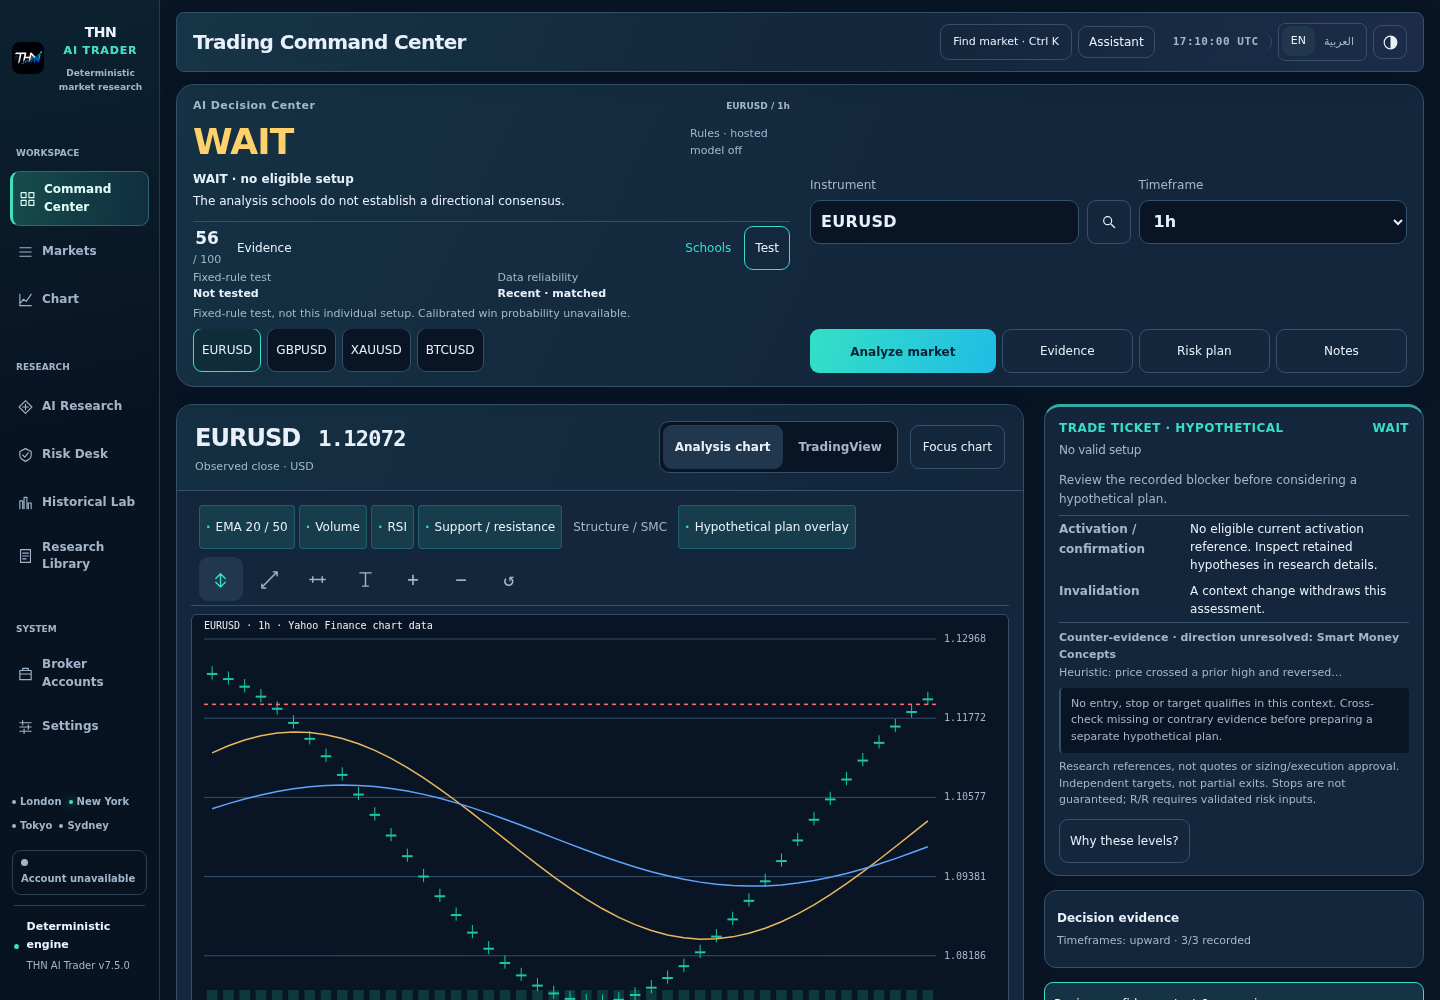 THN
AI TRADER
Deterministic
market research
WORKSPACE
Command
Center
Markets
Chart
RESEARCH
AI Research
Risk Desk
Historical Lab
Research
Library
SYSTEM
Broker
Accounts
Settings
London New York
Tokyo Sydney
Account unavailable
Deterministic
engine
THN AI Trader v7.5.0
Trading Command Center
Find market · Ctrl K
Assistant
17:10:00 UTC
EN
العربية
AI Decision Center
EURUSD / 1h
WAIT
Rules · hosted
model off
WAIT · no eligible setup
The analysis schools do not establish a directional consensus.
56
/ 100
Evidence
Schools
Test
Fixed-rule test
Not tested
Data reliability
Recent · matched
Fixed-rule test, not this individual setup. Calibrated win probability unavailable.
EURUSD
GBPUSD
XAUUSD
BTCUSD
Instrument
EURUSD
Timeframe
1h
Analyze market
Evidence
Risk plan
Notes
EURUSD 1.12072
Observed close · USD
Analysis chart
TradingView
Focus chart
· EMA 20 / 50
· Volume
· RSI
· Support / resistance
Structure / SMC
· Hypothetical plan overlay
EURUSD · 1h · Yahoo Finance chart data
1.12968
1.11772
1.10577
1.09381
1.08186
TRADE TICKET · HYPOTHETICAL
WAIT
No valid setup
Review the recorded blocker before considering a
hypothetical plan.
Activation /
confirmation
No eligible current activation
reference. Inspect retained
hypotheses in research details.
Invalidation
A context change withdraws this
assessment.
Counter-evidence · direction unresolved: Smart Money
Concepts
Heuristic: price crossed a prior high and reversed…
No entry, stop or target qualifies in this context. Cross-
check missing or contrary evidence before preparing a
separate hypothetical plan.
Research references, not quotes or sizing/execution approval.
Independent targets, not partial exits. Stops are not
guaranteed; R/R requires validated risk inputs.
Why these levels?
Decision evidence
Timeframes: upward · 3/3 recorded